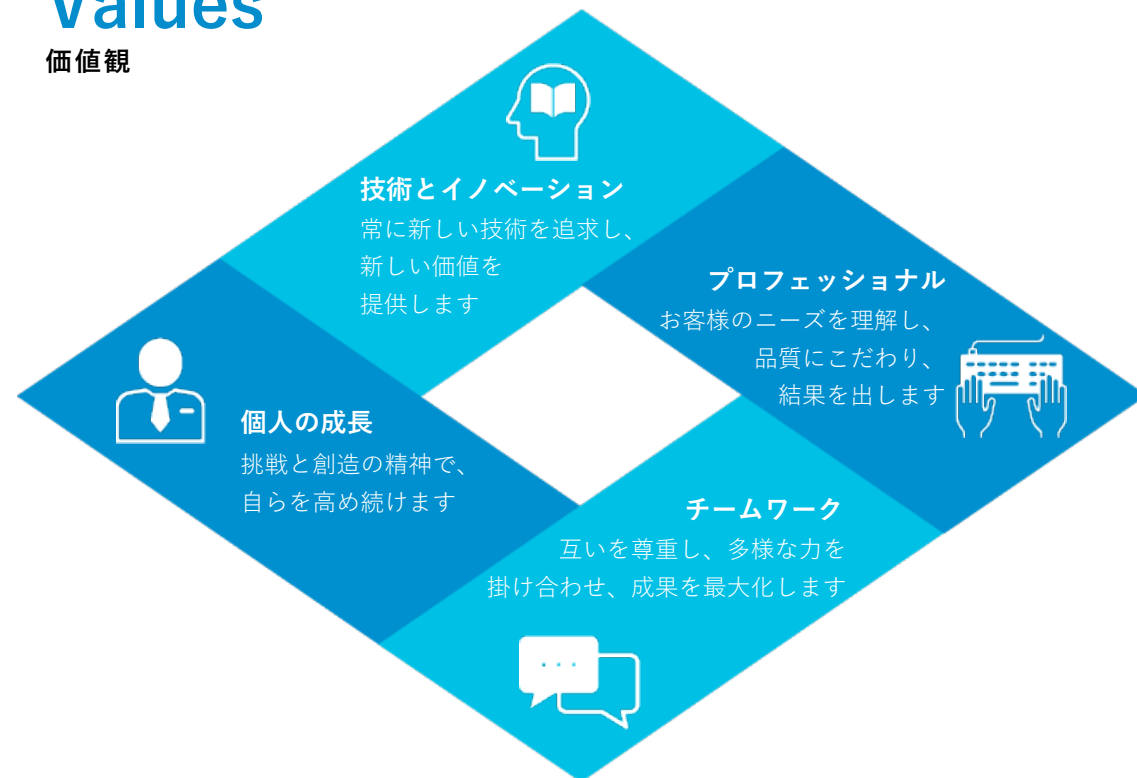 Values
価値観
技術とイノベーション
常に新しい技術を追求し、
新しい価値を
提供します
プロフェッショナル
お客様のニーズを理解し、
品質にこだわり、
結果を出します
個人の成長
挑戦と創造の精神で、
自らを高め続けます
チームワーク
互いを尊重し、多様な力を
掛け合わせ、成果を最大化します